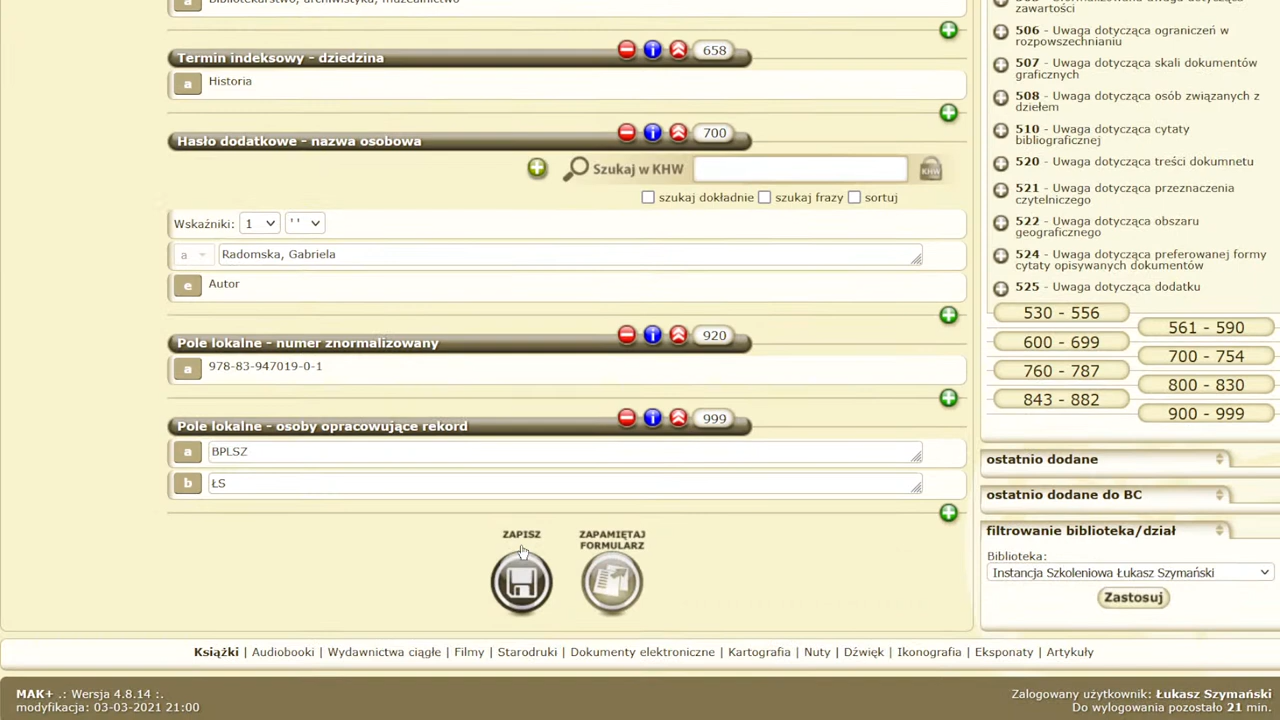 a Bibliotekarstwo, archiwistyka, muzealnictwo
Termin indeksowy - dziedzina 658
a Historia
Hasło dodatkowe - nazwa osobowa 700
Szukaj w KHW KHW
szukaj dokładnie szukaj frazy sortuj
Wskaźniki: 1 ' '
a Radomska, Gabriela
e Autor
Pole lokalne - numer znormalizowany 920
a 978-83-947019-0-1
Pole lokalne - osoby opracowujące rekord 999
a BPLSZ
b ŁS
ZAPISZ
ZAPAMIĘTAJ
FORMULARZ
zawartości
506 - Uwaga dotycząca ograniczeń w
rozpowszechnianiu
507 - Uwaga dotycząca skali dokumentów
graficznych
508 - Uwaga dotycząca osób związanych z
dziełem
510 - Uwaga dotycząca cytaty
bibliograficznej
520 - Uwaga dotycząca treści dokumnetu
521 - Uwaga dotycząca przeznaczenia
czytelniczego
522 - Uwaga dotycząca obszaru
geograficznego
524 - Uwaga dotycząca preferowanej formy
cytaty opisywanych dokumentów
525 - Uwaga dotycząca dodatku
530 - 556
561 - 590
600 - 699
700 - 754
760 - 787
800 - 830
843 - 882
900 - 999
ostatnio dodane
ostatnio dodane do BC
filtrowanie biblioteka/dział
Biblioteka:
Instancja Szkoleniowa Łukasz Szymański
Zastosuj
Książki | Audiobooki | Wydawnictwa ciągłe | Filmy | Starodruki | Dokumenty elektroniczne | Kartografia | Nuty | Dźwięk | Ikonografia | Eksponaty | Artykuły
MAK+ .: Wersja 4.8.14 :.
modyfikacja: 03-03-2021 21:00
Zalogowany użytkownik: Łukasz Szymański
Do wylogowania pozostało 21 min.